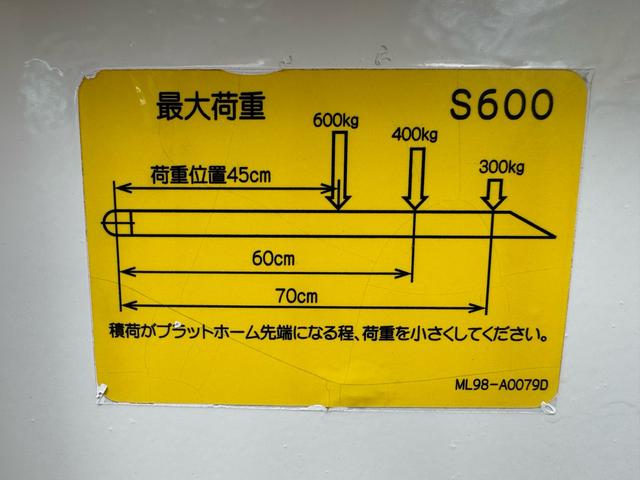 最大荷重
S600
600kg
400kg
300kg
荷重位置45cm
60cm
70cm
積荷がプラットホーム先端になる程、荷重を小さくしてください。
ML98-A0079D